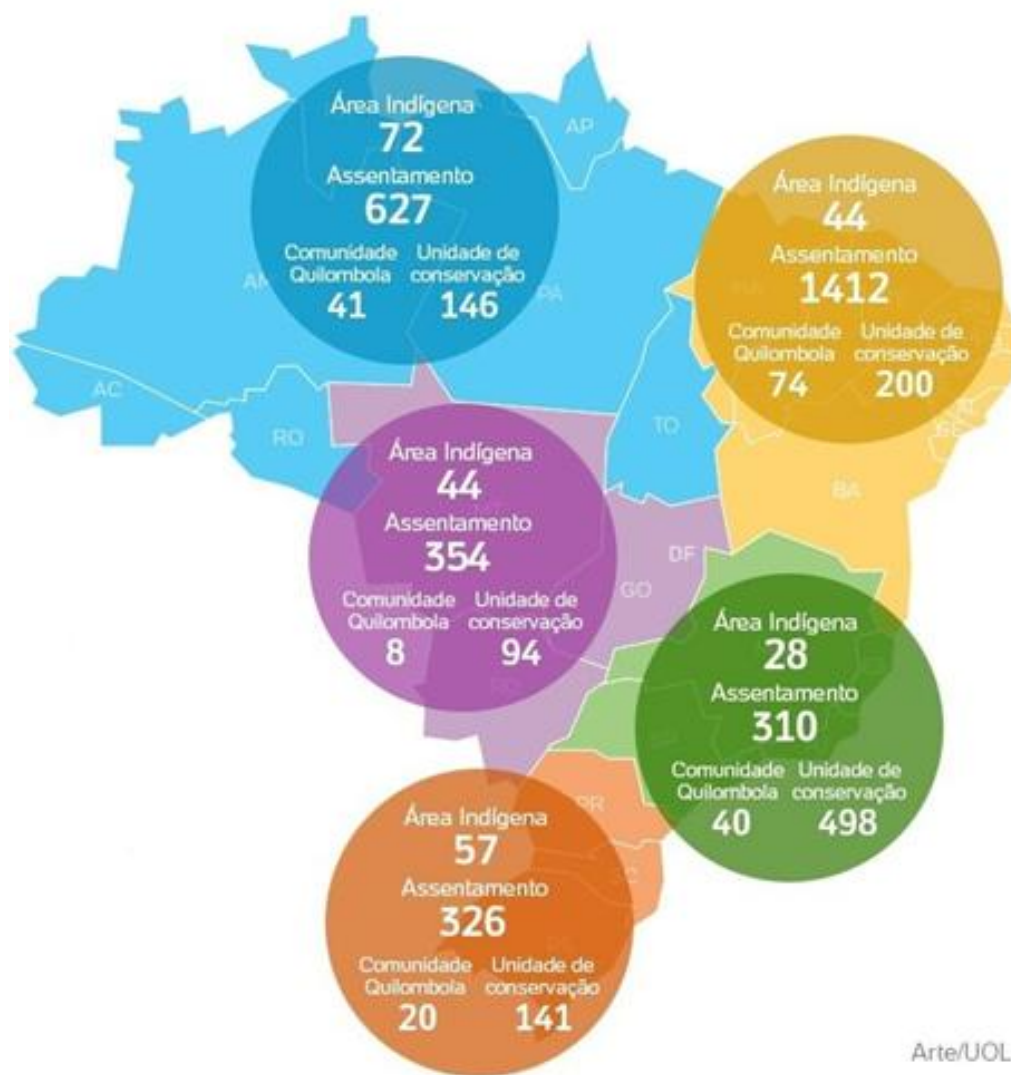 Área Indígena
72
Assentamento
627
Comunidade Quilombola
41
Unidade de conservação
146
AP
AM
PA
AC
RO
TO
Área Indígena
44
Assentamento
1412
Comunidade Quilombola
74
Unidade de conservação
200
SE
BA
Área Indígena
44
Assentamento
354
Comunidade Quilombola
8
Unidade de conservação
94
DF
GO
Área Indígena
28
Assentamento
310
Comunidade Quilombola
40
Unidade de conservação
498
PR
SC
Área Indígena
57
Assentamento
326
Comunidade Quilombola
20
Unidade de conservação
141
Arte/UOL